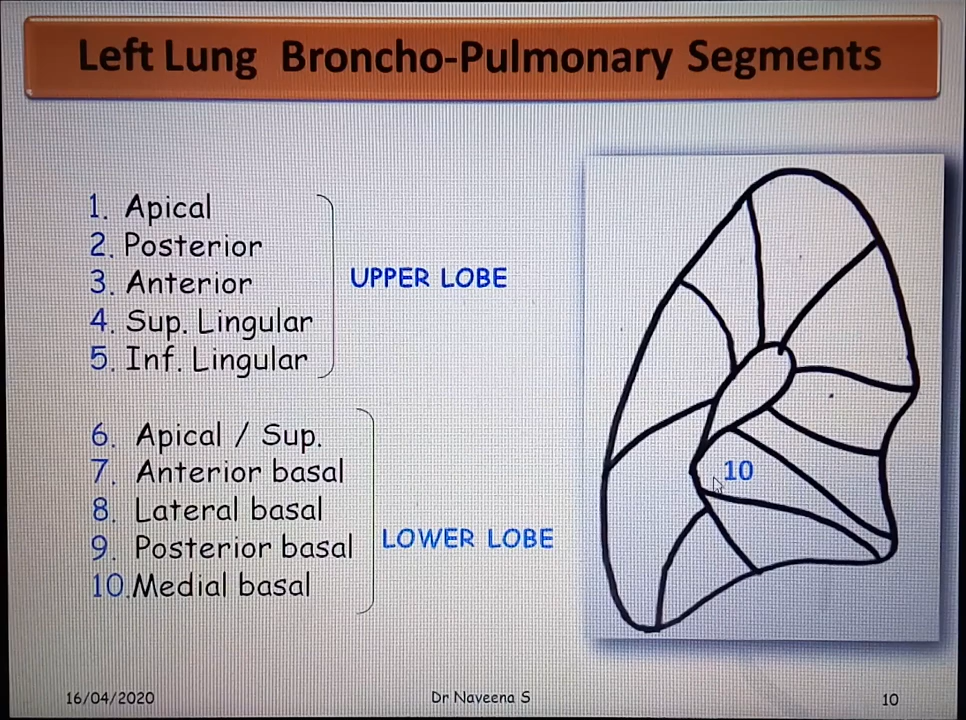 Left Lung Broncho-Pulmonary Segments
1. Apical
2. Posterior
3. Anterior
4. Sup. Lingular
5. Inf. Lingular
UPPER LOBE
6. Apical / Sup.
7. Anterior basal
8. Lateral basal
9. Posterior basal
10.Medial basal
LOWER LOBE
10
16/04/2020
Dr Naveena S
10